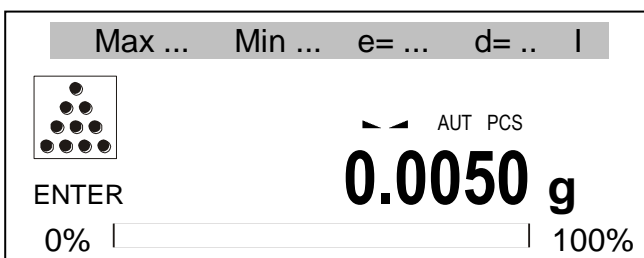 Max ... Min ... e= ... d= .. I
AUT PCS
0.0050 g
ENTER
0% 100%